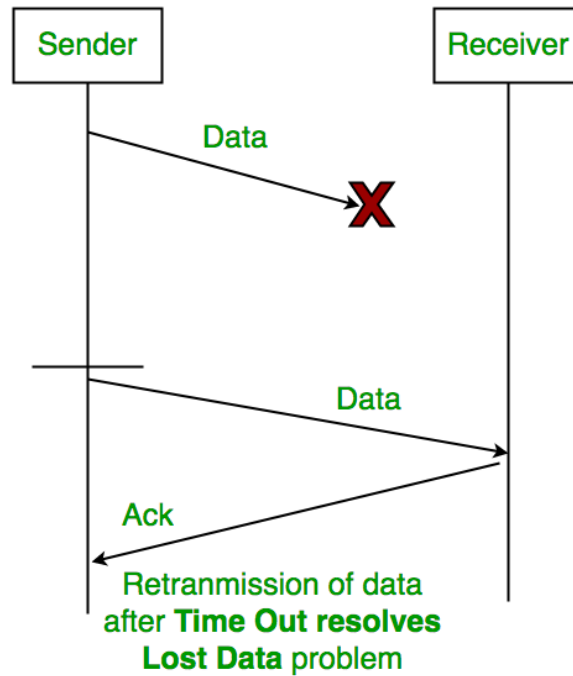 Sender
Receiver
Data
X
Data
Ack
Retranmission of data
after Time Out resolves
Lost Data problem